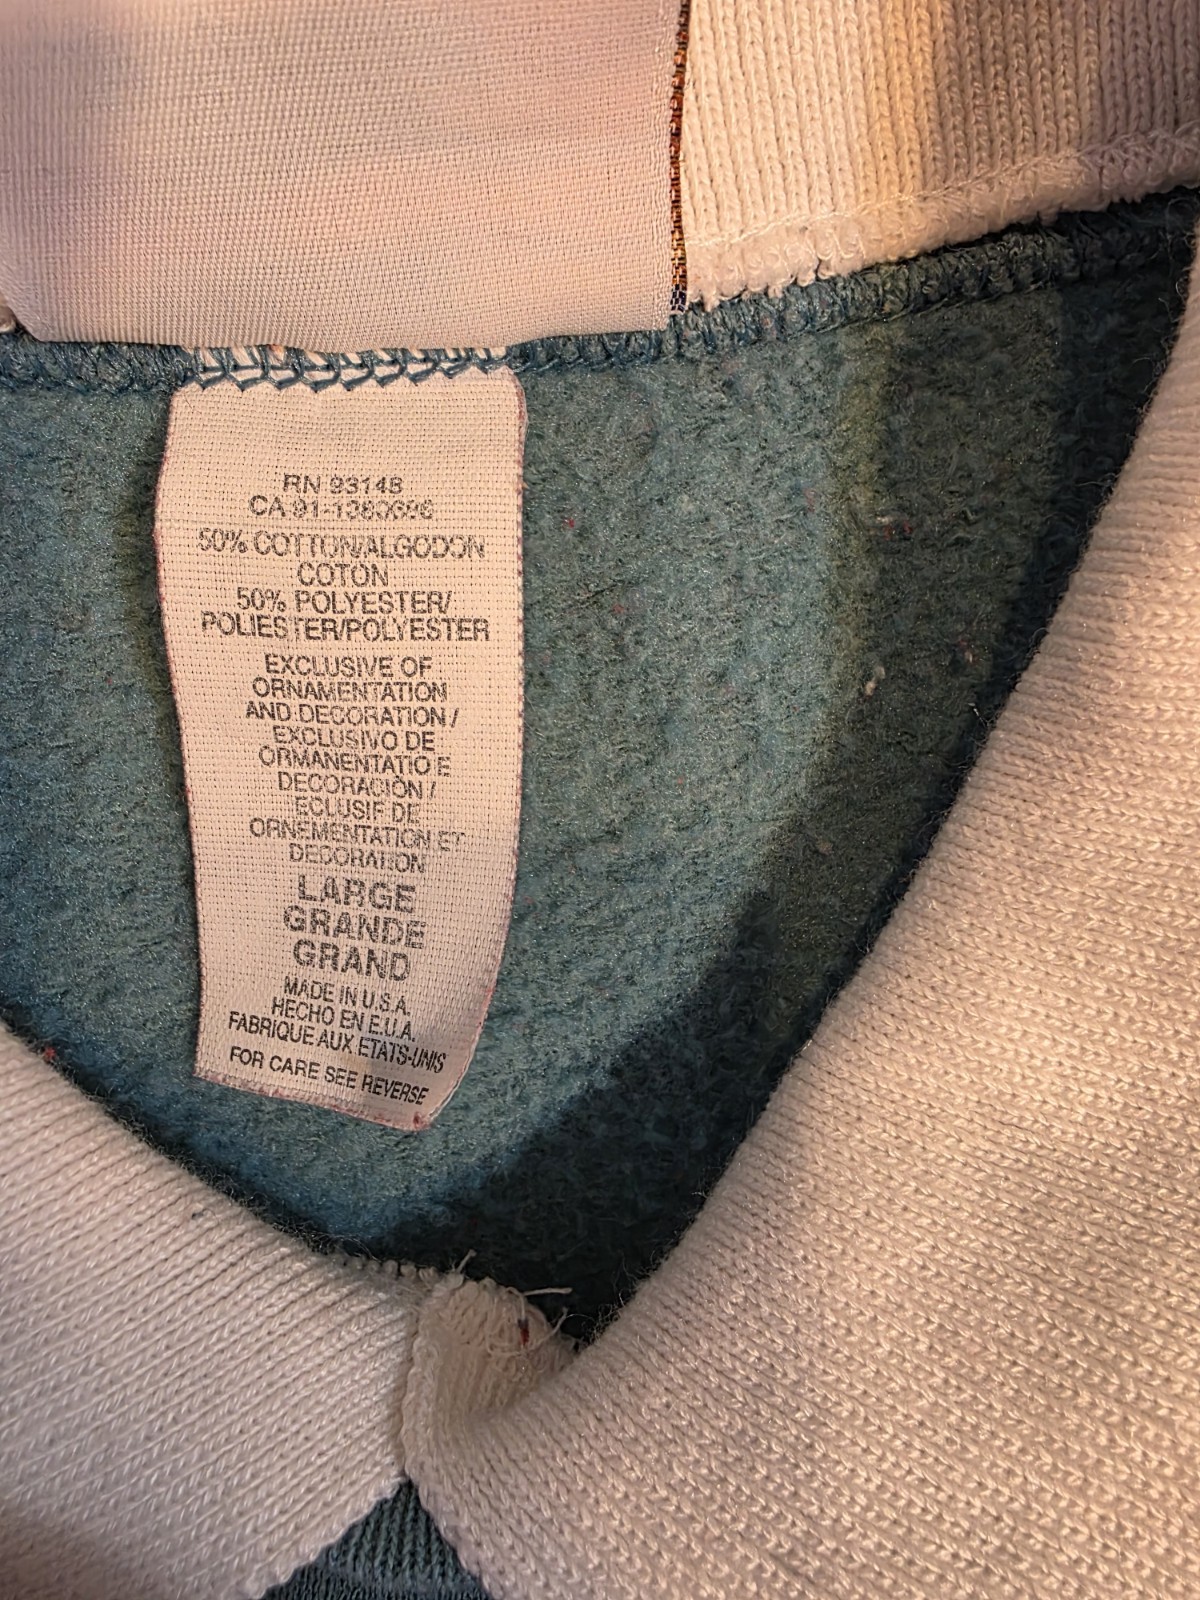 RN 93148
CA 91-
50% COTTON/ALGODON
COTON
50% POLYESTER/
POLIESTER/POLYESTER
EXCLUSIVE OF
ORNAMENTATION
AND DECORATION /
EXCLUSIVO DE
ORMANENTATIO E
DECORACIÒN /
ECLUSIF DE
ORNEMENTATION ET
DECORATION
LARGE
GRANDE
GRAND
MADE IN U.S.A.
HECHO EN E.U.A.
FABRIQUE AUX ETATS-UNIS
FOR CARE SEE REVERSE